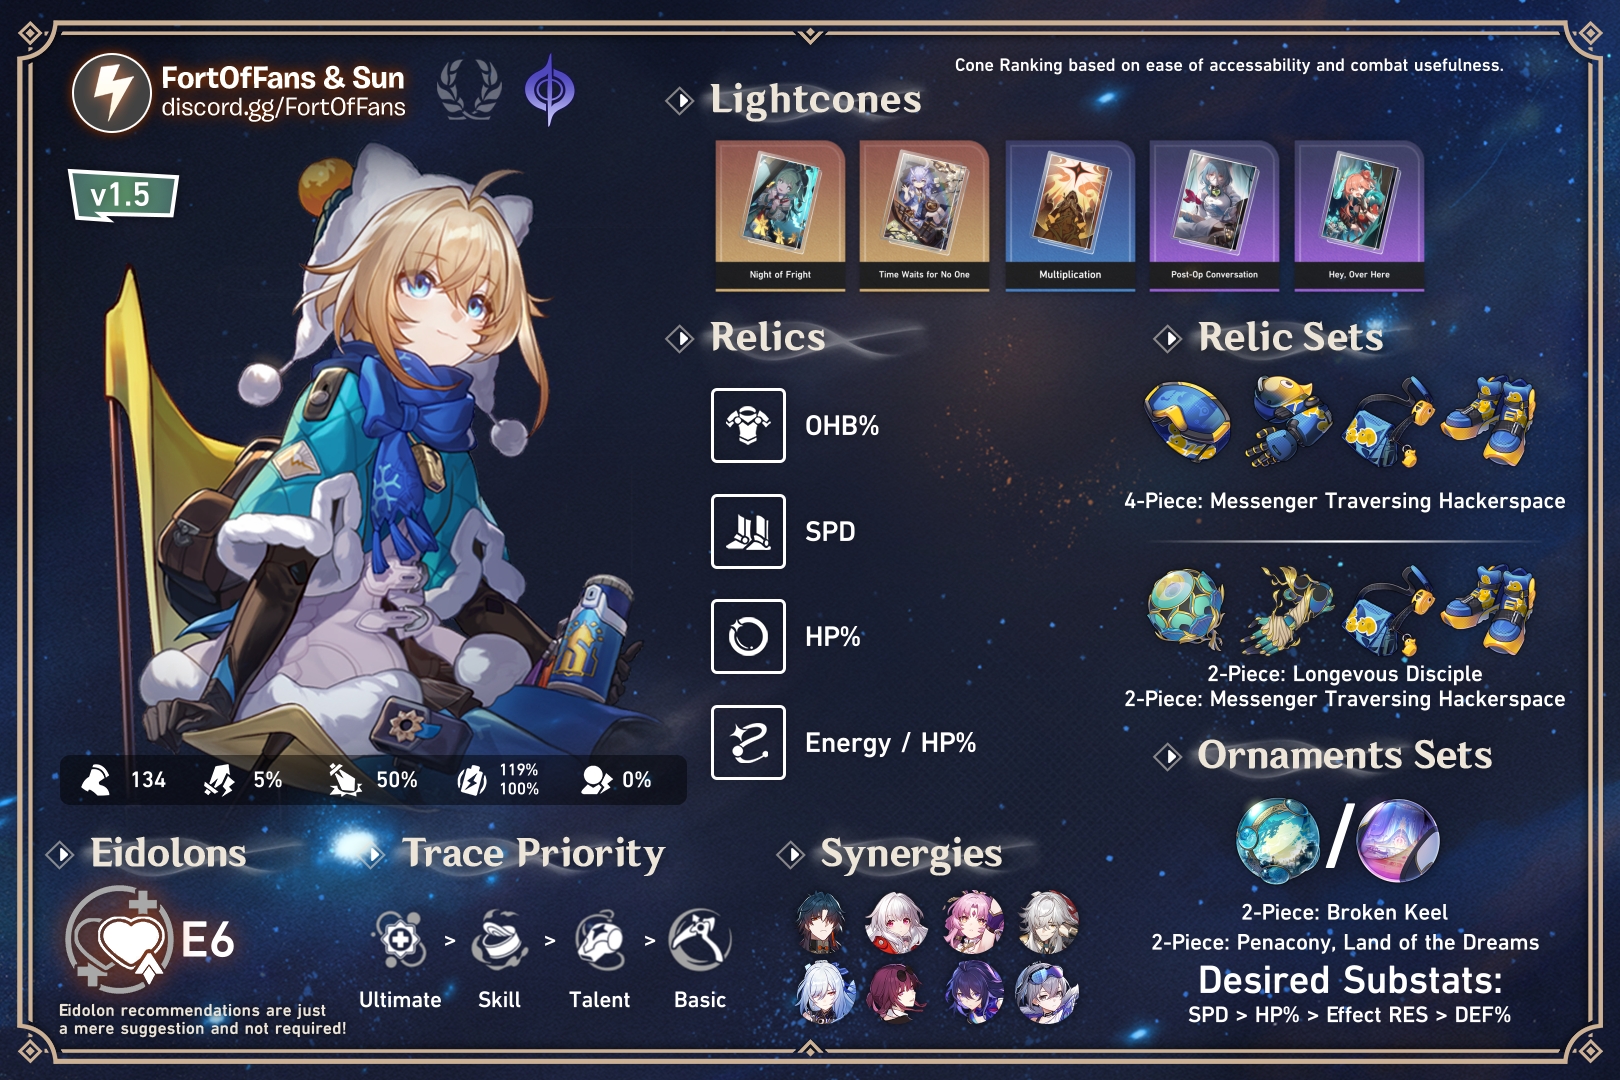 FortOfFans & Sun
discord.gg/FortOfFans
v1.5
Cone Ranking based on ease of accessability and combat usefulness.
Lightcones
Night of Fright
Time Waits for No One
Multiplication
Post-Op Conversation
Hey, Over Here
Relics
OHB%
SPD
HP%
Energy / HP%
Relic Sets
4-Piece: Messenger Traversing Hackerspace
2-Piece: Longevous Disciple
2-Piece: Messenger Traversing Hackerspace
Ornaments Sets
/
2-Piece: Broken Keel
2-Piece: Penacony, Land of the Dreams
Desired Substats:
SPD > HP% > Effect RES > DEF%
134
5%
50%
119%
100%
0%
Eidolons
E6
Eidolon recommendations are just
a mere suggestion and not required!
Trace Priority
> > >
Ultimate Skill Talent Basic
Synergies